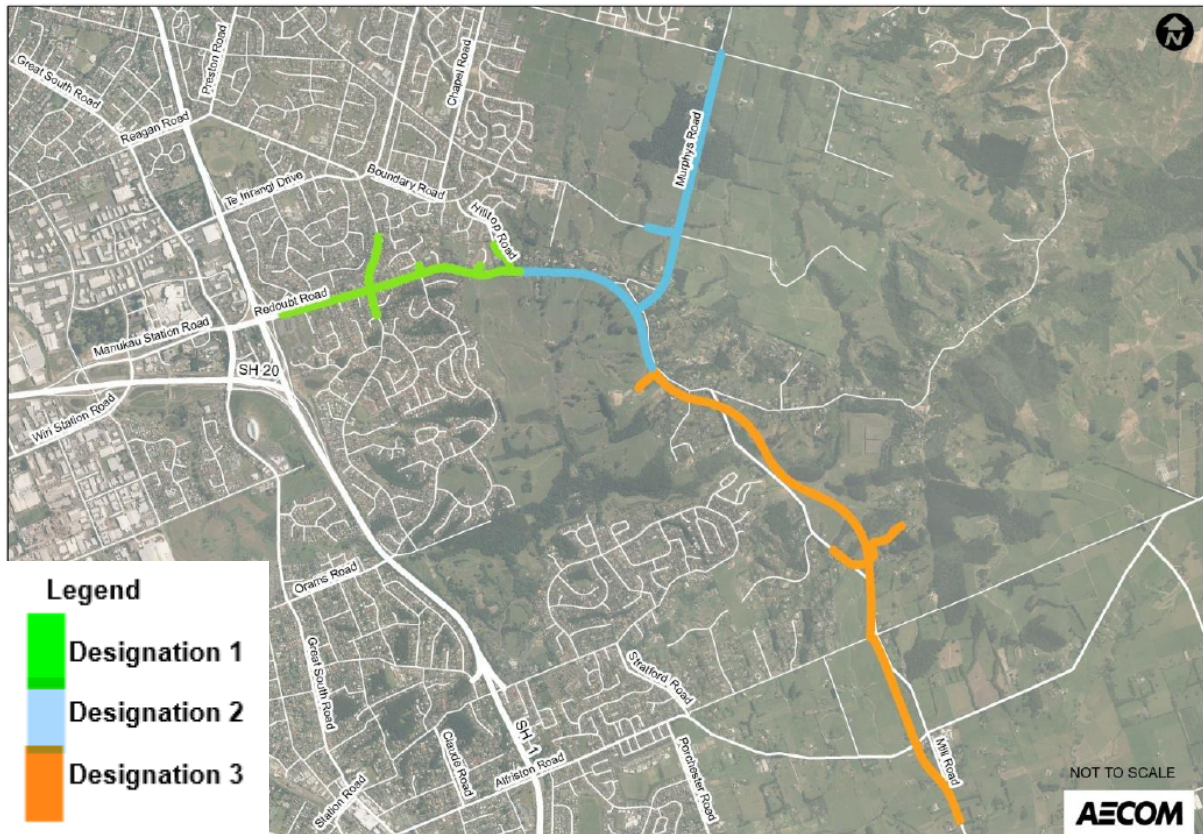 N
Great South Road
Preston Road
Reagan Road
Chapel Road
Te Irirangi Drive
Boundary Road
Hilltop Road
Murphys Road
Redoubt Road
Manukau Station Road
SH 20
Wiri Station Road
Orams Road
Great South Road
Stratford Road
SH 1
Claude Road
Alfriston Road
Porchester Road
Station Road
Mill Road
Legend
Designation 1
Designation 2
Designation 3
NOT TO SCALE
AECOM